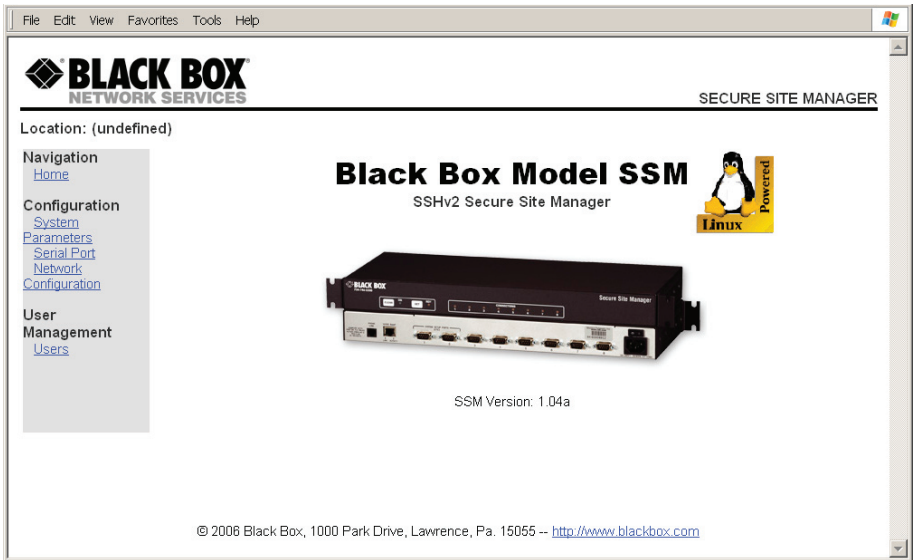 File Edit View Favorites Tools Help
BLACK BOX
NETWORK SERVICES
SECURE SITE MANAGER
Location: (undefined)
Navigation
Home
Configuration
System
Parameters
Serial Port
Network
Configuration
User
Management
Users
Black Box Model SSM
SSHv2 Secure Site Manager
Linux
Powered
BLACK BOX
Secure Site Manager
SSM Version: 1.04a
© 2006 Black Box, 1000 Park Drive, Lawrence, Pa. 15055 -- http://www.blackbox.com